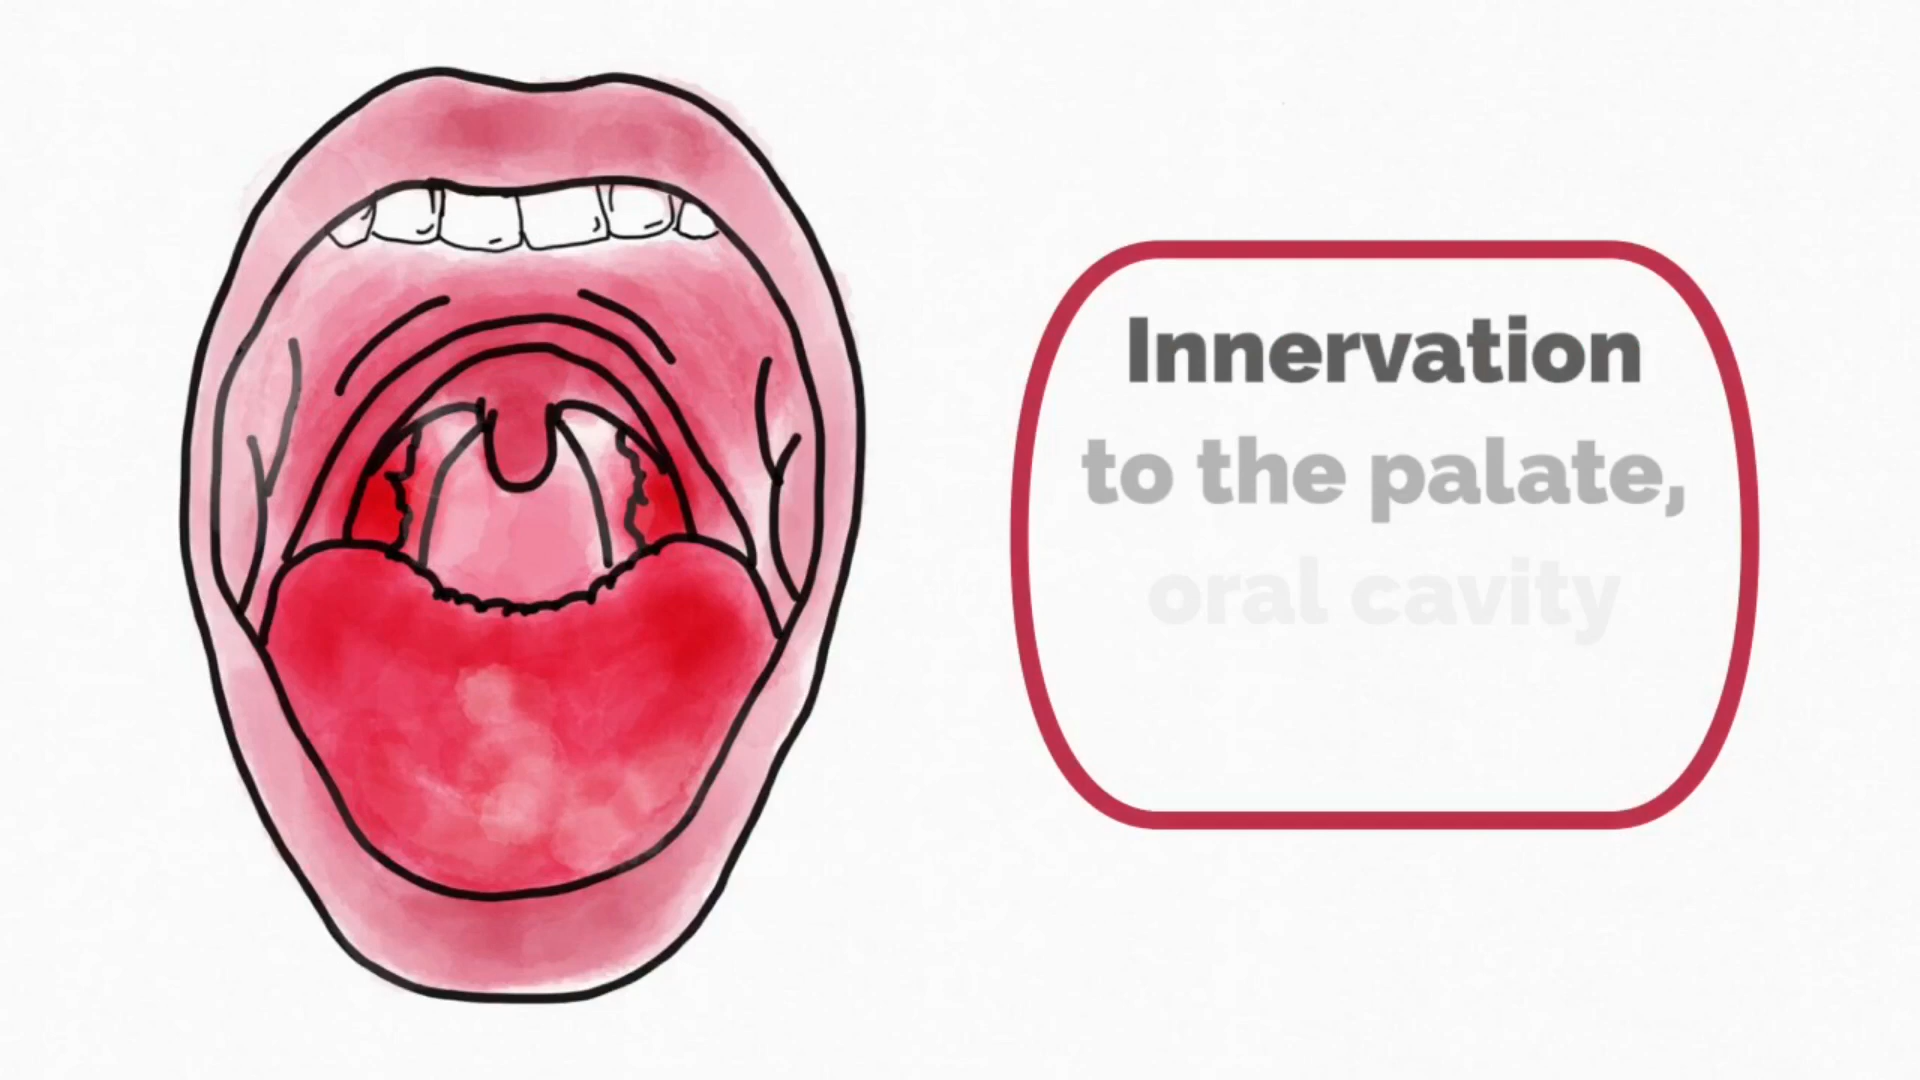 Innervation
to the palate,
oral cavity